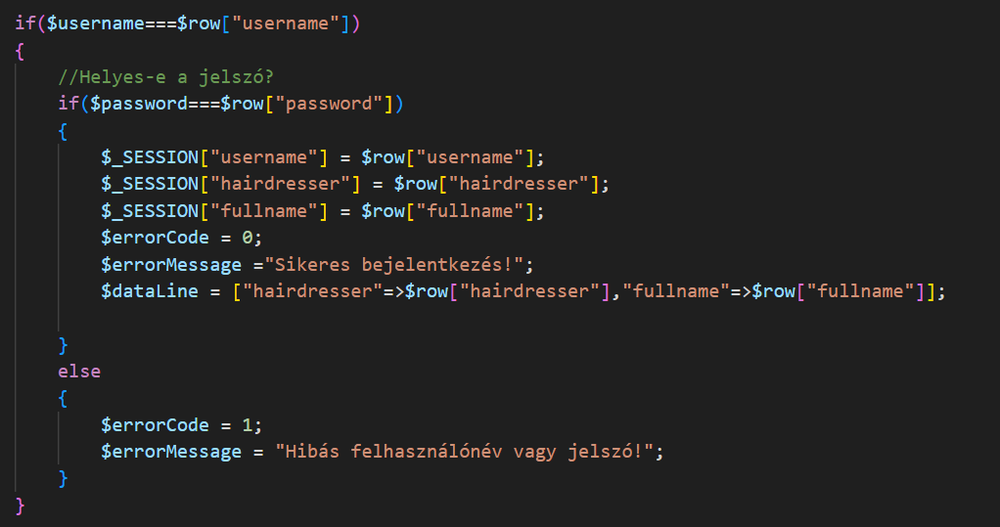 if($username===$row["username"])
{
//Helyes-e a jelszó?
if($password===$row["password"])
{
$_SESSION["username"] = $row["username"];
$_SESSION["hairdresser"] = $row["hairdresser"];
$_SESSION["fullname"] = $row["fullname"];
$errorCode = 0;
$errorMessage ="Sikeres bejelentkezés!";
$dataLine = ["hairdresser"=>$row["hairdresser"],"fullname"=>$row["fullname"]];
}
else
{
$errorCode = 1;
$errorMessage = "Hibás felhasználónév vagy jelszó!";
}
}